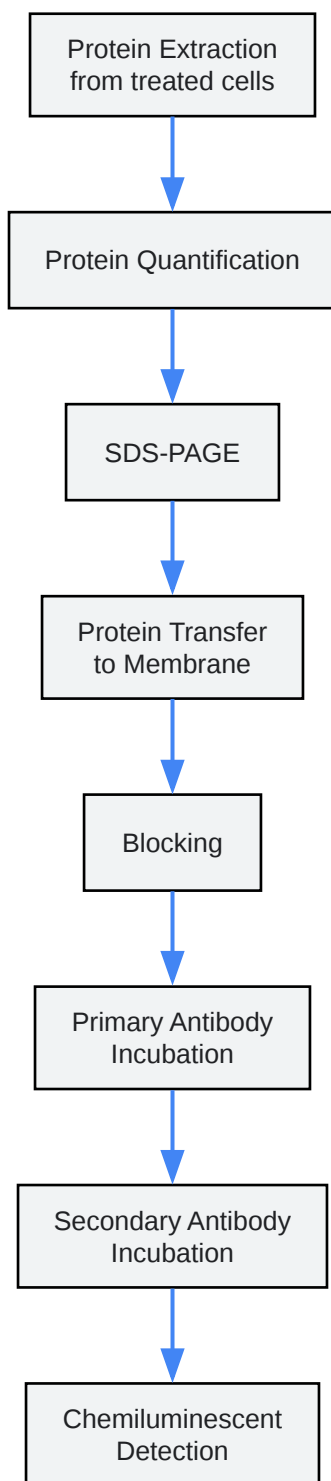 Protein Extraction
from treated cells
Protein Quantification
SDS-PAGE
Protein Transfer
to Membrane
Blocking
Primary Antibody
Incubation
Secondary Antibody
Incubation
Chemiluminescent
Detection